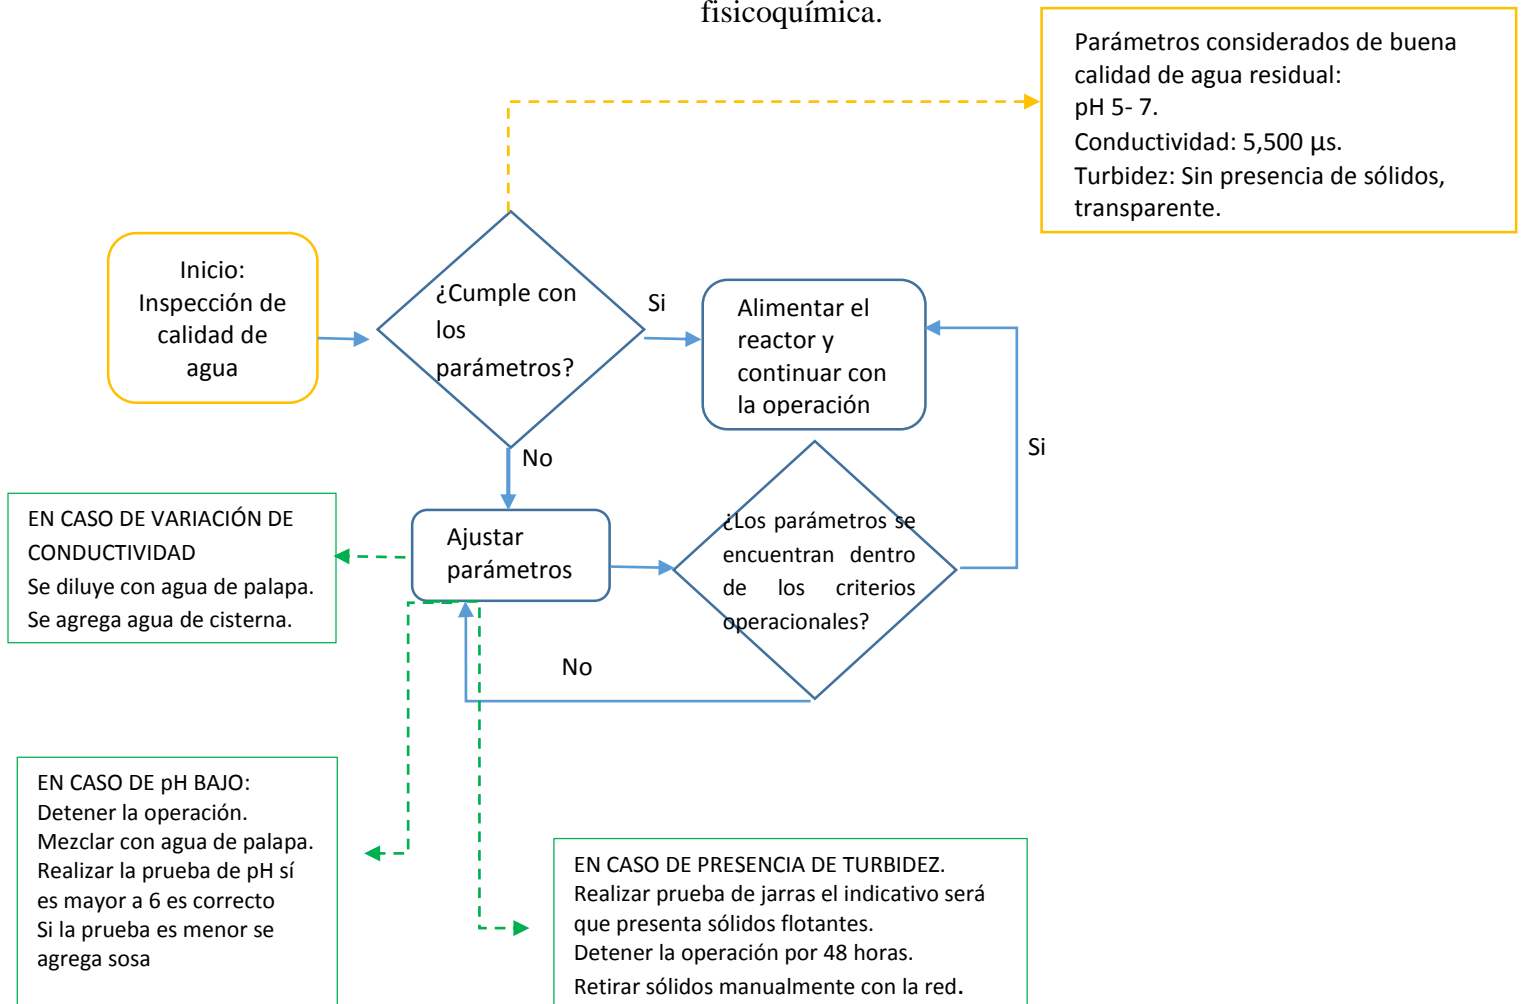 fisicoquímica.
Parámetros considerados de buena
calidad de agua residual:
pH 5- 7.
Conductividad: 5,500 µs.
Turbidez: Sin presencia de sólidos,
transparente.
Inicio:
Inspección de
calidad de
agua
¿Cumple con
los
parámetros?
Si
Alimentar el
reactor y
continuar con
la operación
Si
No
EN CASO DE VARIACIÓN DE
CONDUCTIVIDAD
Se diluye con agua de palapa.
Se agrega agua de cisterna.
Ajustar
parámetros
¿Los parámetros se
encuentran dentro
de los criterios
operacionales?
No
EN CASO DE pH BAJO:
Detener la operación.
Mezclar con agua de palapa.
Realizar la prueba de pH sí
es mayor a 6 es correcto
Si la prueba es menor se
agrega sosa
EN CASO DE PRESENCIA DE TURBIDEZ.
Realizar prueba de jarras el indicativo será
que presenta sólidos flotantes.
Detener la operación por 48 horas.
Retirar sólidos manualmente con la red.